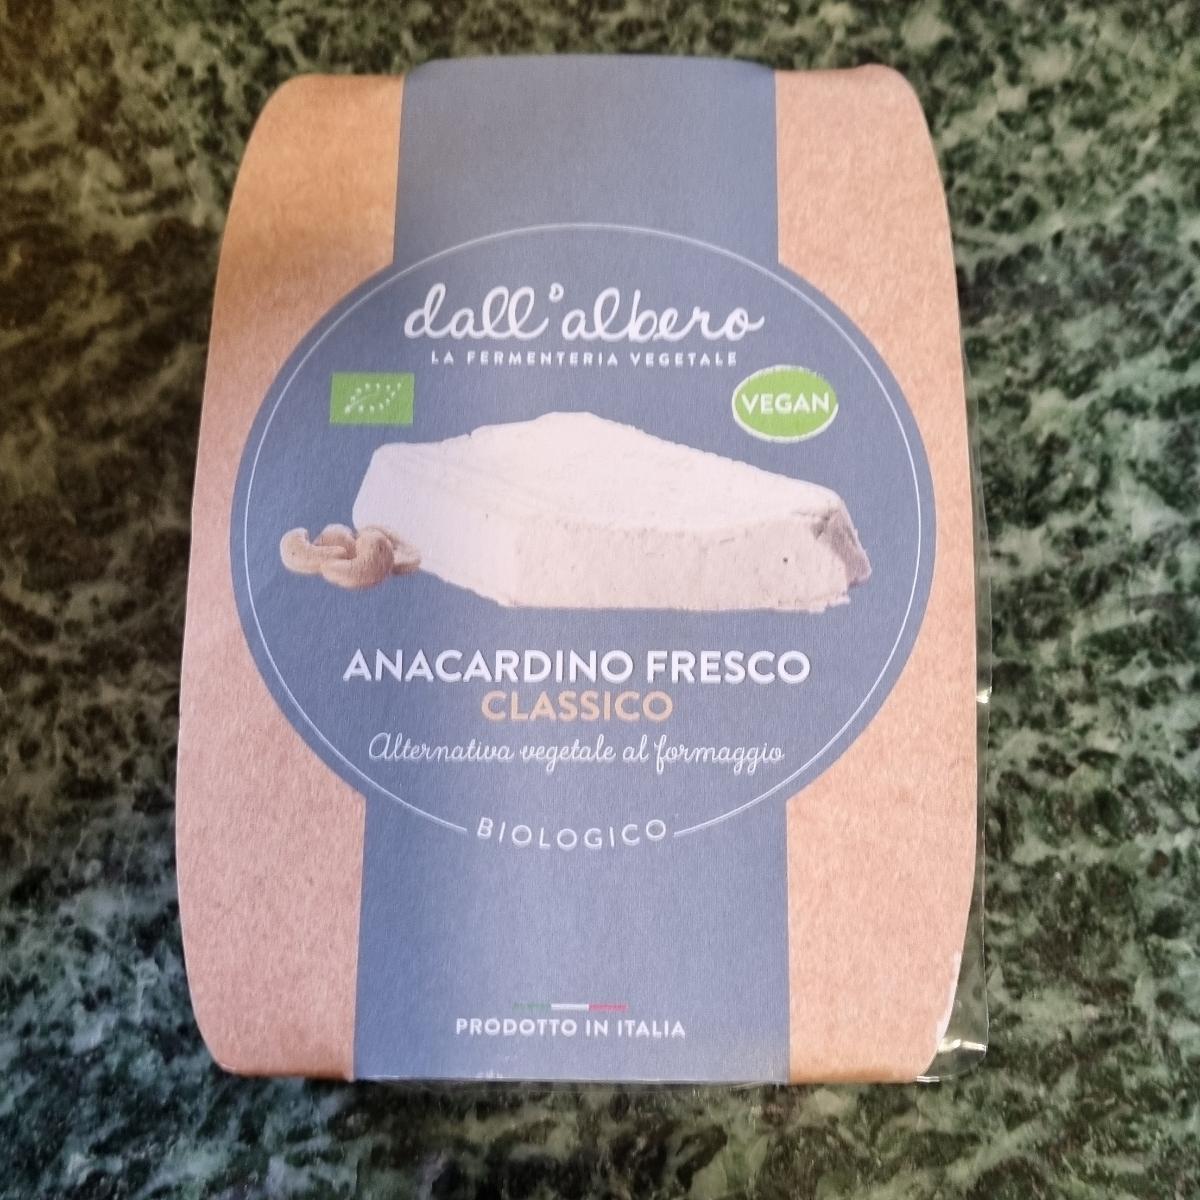 dall'albero
LA FERMENTERIA VEGETALE
VEGAN
ANACARDINO FRESCO
CLASSICO
Alternativa vegetale al formaggio
BIOLOGICO
PRODOTTO IN ITALIA